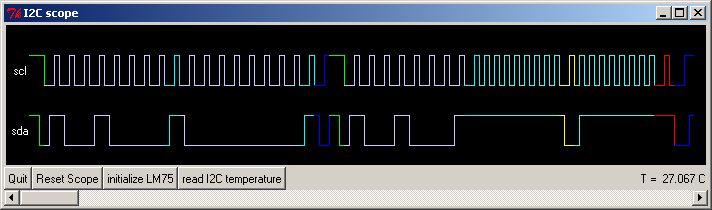 I2C scope
scl
sda
Quit Reset Scope initialize LM75 read I2C temperature T = 27.067 C